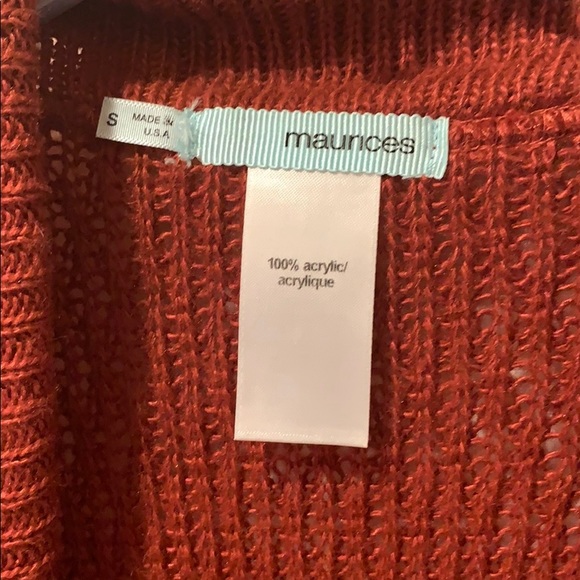 S
MADE IN
U.S.A
maurices
100% acrylic/
acrylique